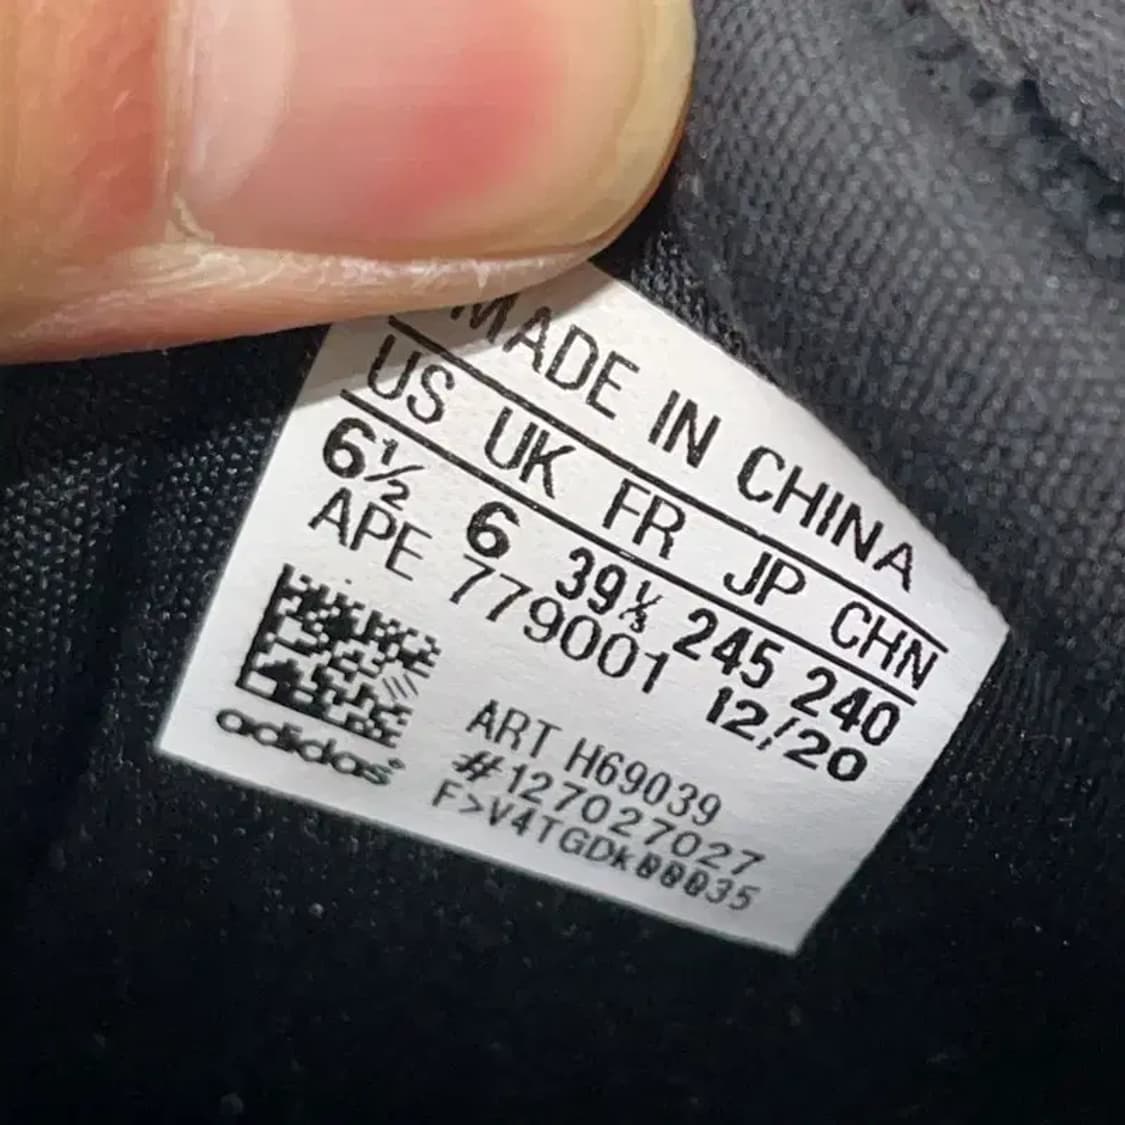 MADE IN CHINA
US UK FR JP CHN
6½ 6 39⅓ 245 240
APE 779001 12/20
ART H69039
#127027027
F>V4TGDK00035
adidas